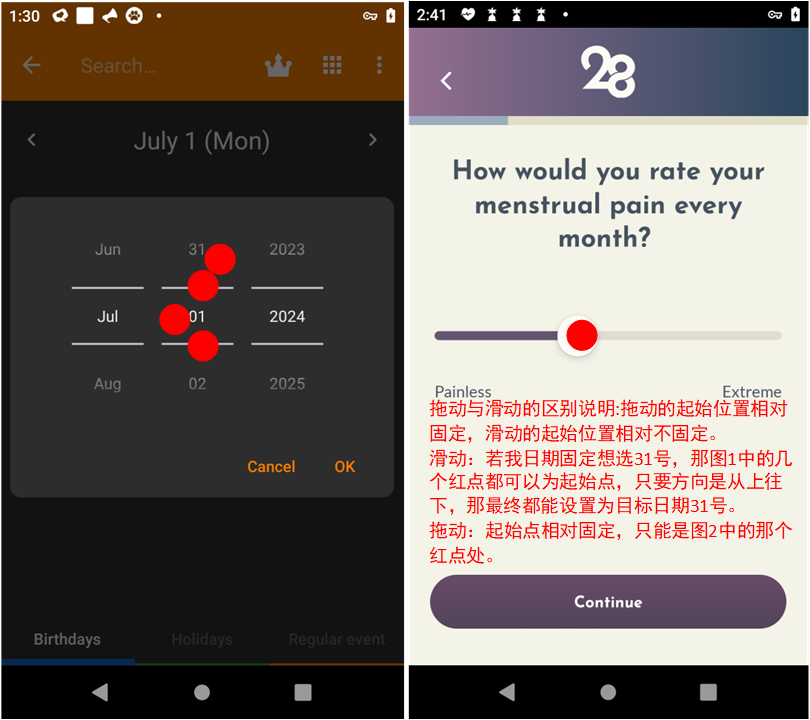 1:30
Search...
July 1 (Mon)
Jun 31 2023
Jul 01 2024
Aug 02 2025
Cancel OK
Birthdays Holidays Regular event
2:41
28
How would you rate your
menstrual pain every
month?
Painless Extreme
拖动与滑动的区别说明:拖动的起始位置相对
固定，滑动的起始位置相对不固定。
滑动：若我日期固定想选31号，那图1中的几
个红点都可以为起始点，只要方向是从上往
下，那最终都能设置为目标日期31号。
拖动：起始点相对固定，只能是图2中的那个
红点处。
Continue